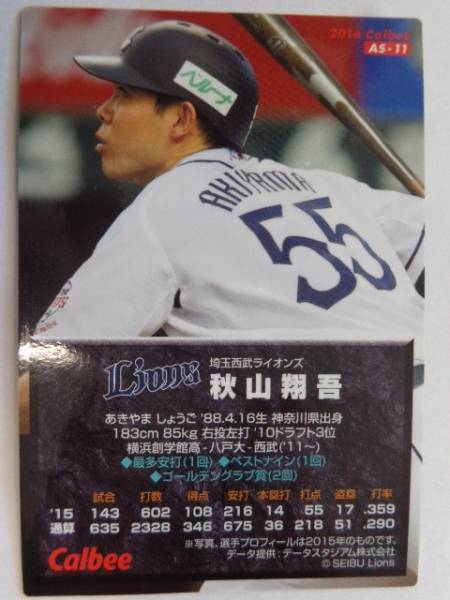 2016 Calbee
AS・11
ベルーナ
AKIYAMA
55
埼玉西武ライオンズ
Lions 秋山翔吾
あきやま しょうご '88.4.16生 神奈川県出身
183cm 85kg 右投左打 '10ドラフト3位
横浜創学館高-八戸大-西武('11〜)
◆最多安打(1回) ◆ベストナイン(1回)
◆ゴールデングラブ賞(2回)
試合 打数 得点 安打 本塁打 打点 盗塁 打率
'15 143 602 108 216 14 55 17 .359
通算 635 2328 346 675 36 218 51 .290
※写真、選手プロフィールは2015年のものです。
Calbee データ提供:データスタジアム株式会社
© SEIBU Lions